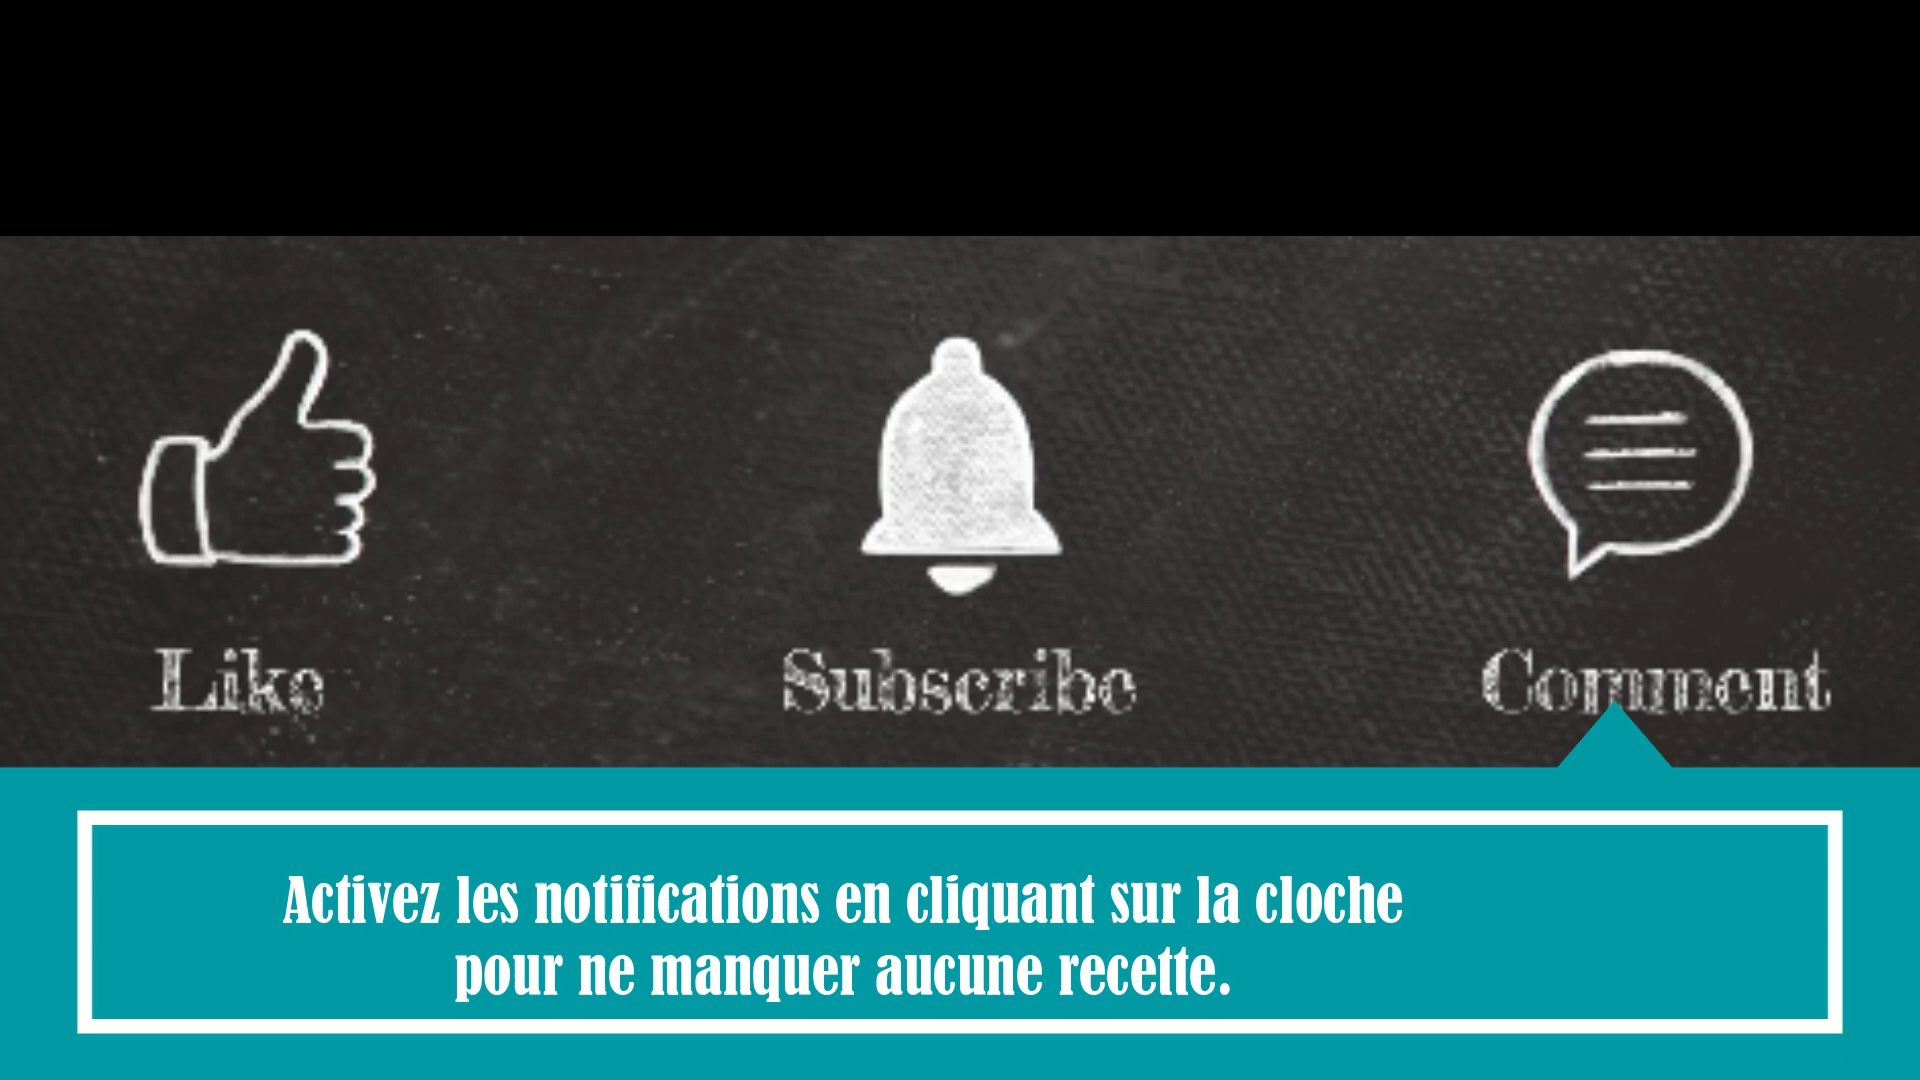 Like Subscribe Comment
Activez les notifications en cliquant sur la cloche
pour ne manquer aucune recette.